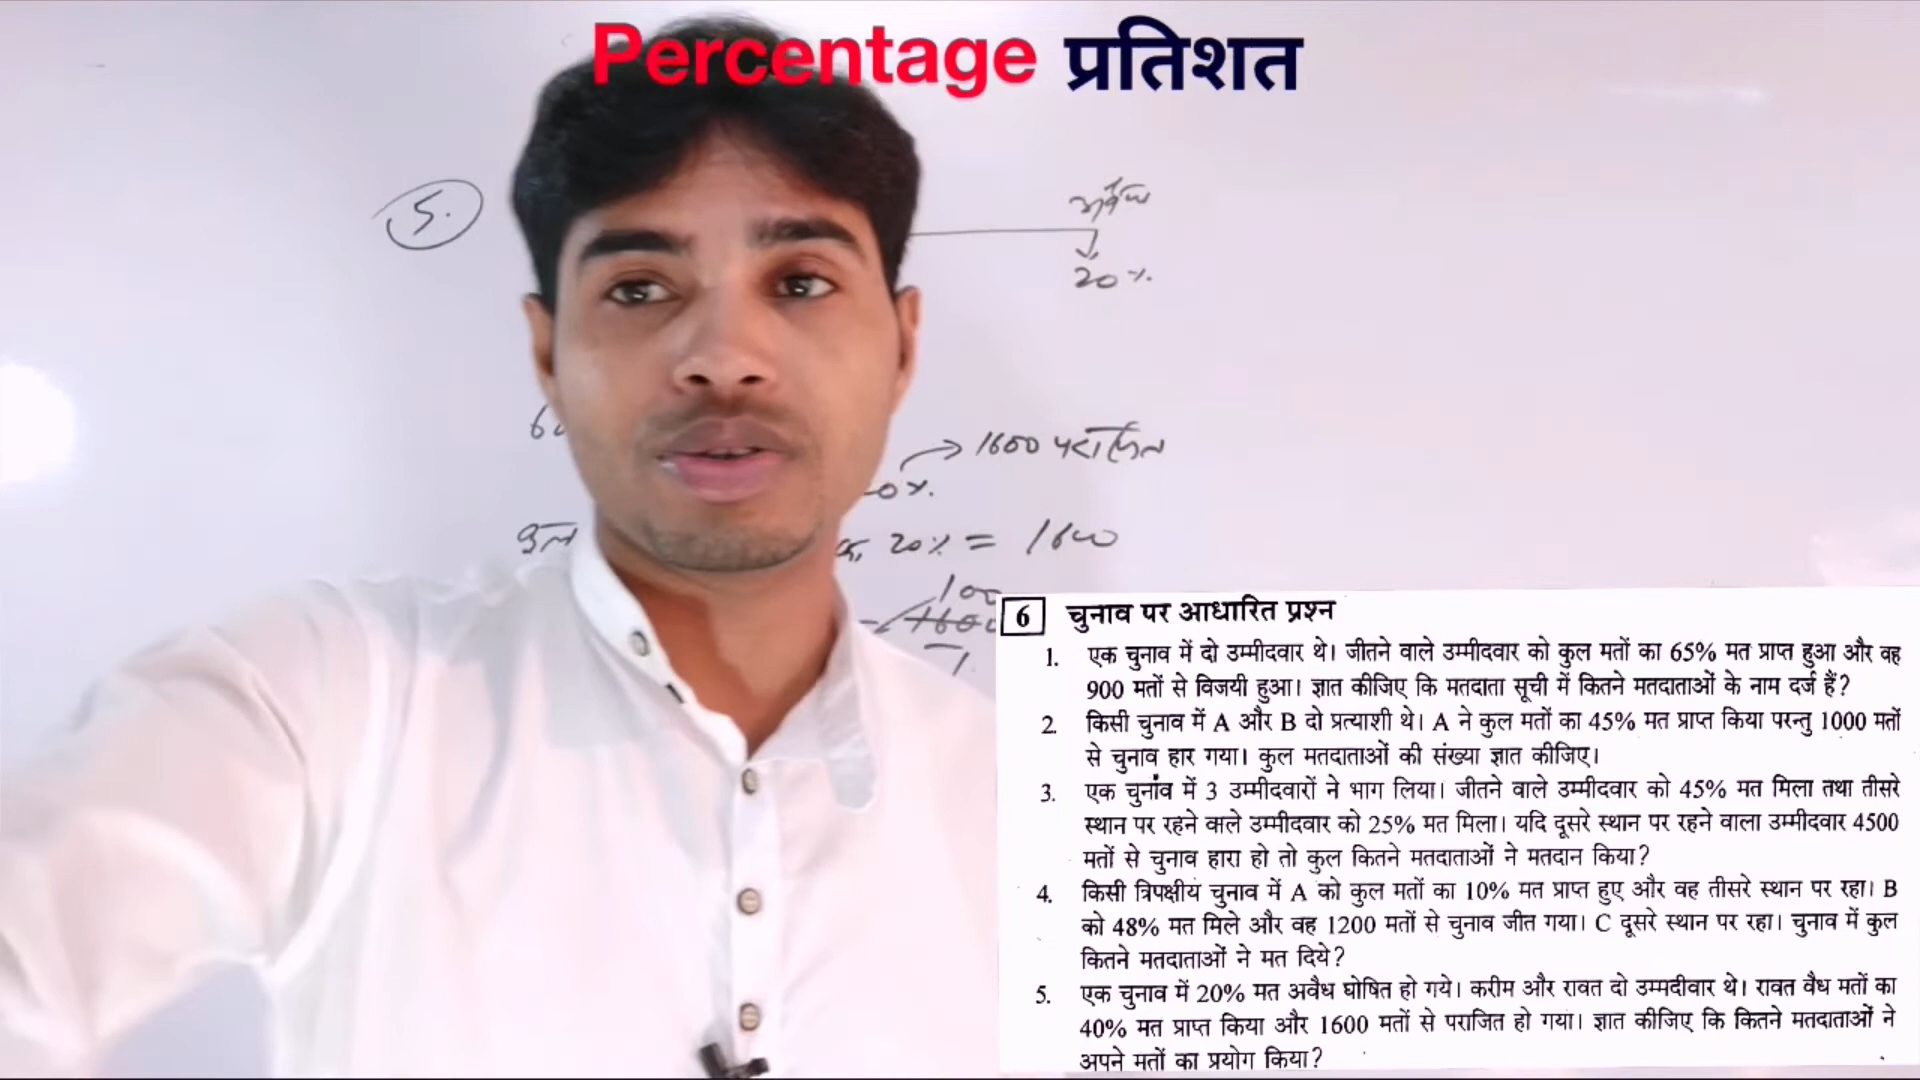 Percentage प्रतिशत
5.
अवैध
20%
1600 पराजित
0%.
कुल
का 20% = 1600
100
1600
6 चुनाव पर आधारित प्रश्न
1. एक चुनाव में दो उम्मीदवार थे। जीतने वाले उम्मीदवार को कुल मतों का 65% मत प्राप्त हुआ और वह
900 मतों से विजयी हुआ। ज्ञात कीजिए कि मतदाता सूची में कितने मतदाताओं के नाम दर्ज हैं?
2. किसी चुनाव में A और B दो प्रत्याशी थे। A ने कुल मतों का 45% मत प्राप्त किया परन्तु 1000 मतों
से चुनाव हार गया। कुल मतदाताओं की संख्या ज्ञात कीजिए।
3. एक चुनांव में 3 उम्मीदवारों ने भाग लिया। जीतने वाले उम्मीदवार को 45% मत मिला तथा तीसरे
स्थान पर रहने वाले उम्मीदवार को 25% मत मिला। यदि दूसरे स्थान पर रहने वाला उम्मीदवार 4500
मतों से चुनाव हारा हो तो कुल कितने मतदाताओं ने मतदान किया?
4. किसी त्रिपक्षीय चुनाव में A को कुल मतों का 10% मत प्राप्त हुए और वह तीसरे स्थान पर रहा। B
को 48% मत मिले और वह 1200 मतों से चुनाव जीत गया। C दूसरे स्थान पर रहा। चुनाव में कुल
कितने मतदाताओं ने मत दिये?
5. एक चुनाव में 20% मत अवैध घोषित हो गये। करीम और रावत दो उम्मदीवार थे। रावत वैध मतों का
40% मत प्राप्त किया और 1600 मतों से पराजित हो गया। ज्ञात कीजिए कि कितने मतदाताओं ने
अपने मतों का प्रयोग किया?